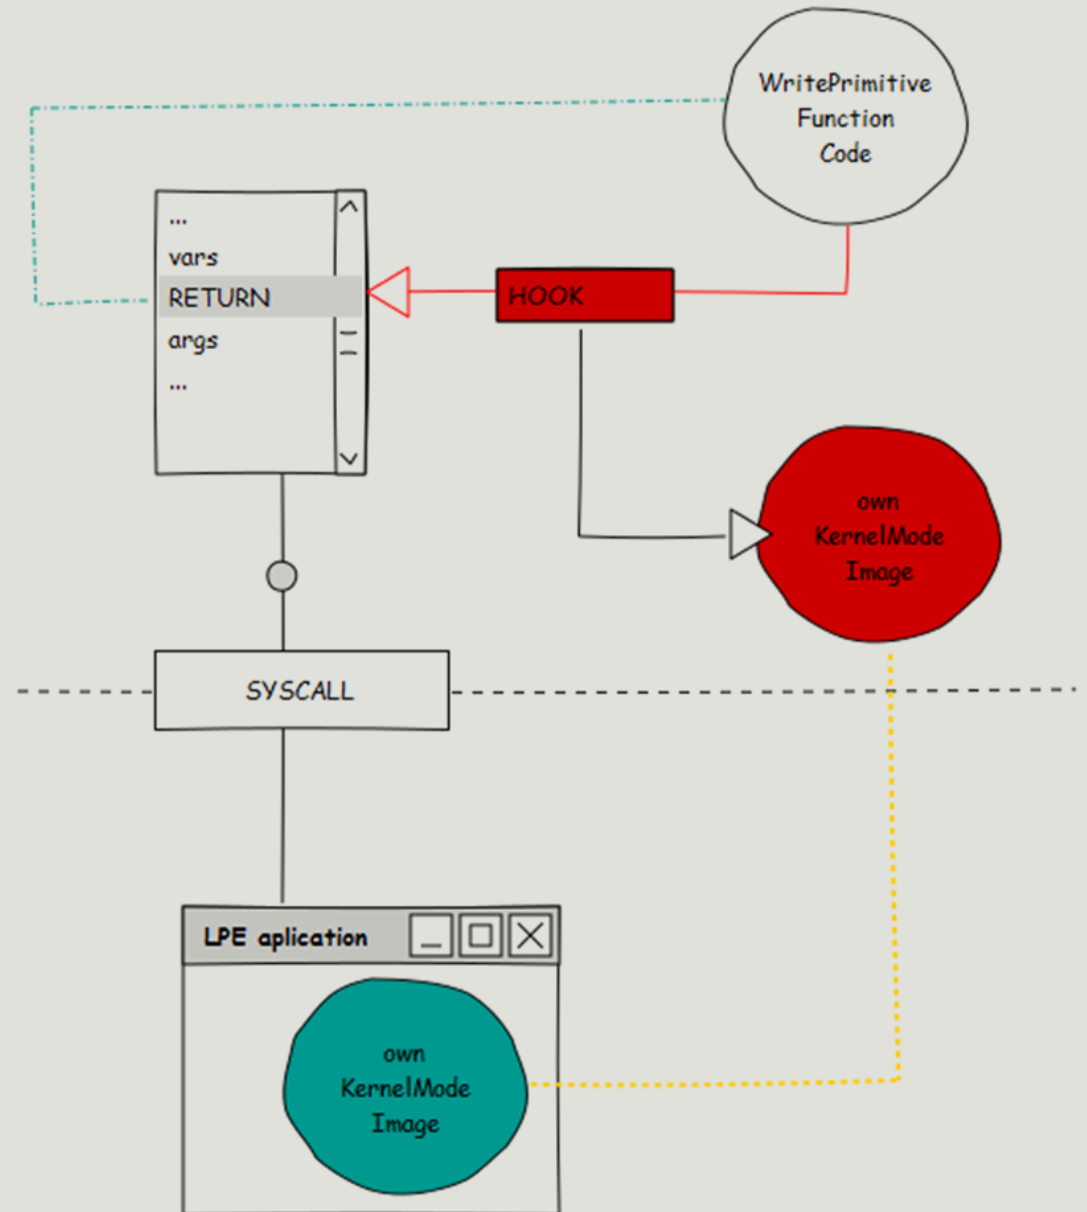 WritePrimitive
Function
Code
...
vars
RETURN
args
...
HOOK
own
KernelMode
Image
SYSCALL
LPE aplication
own
KernelMode
Image